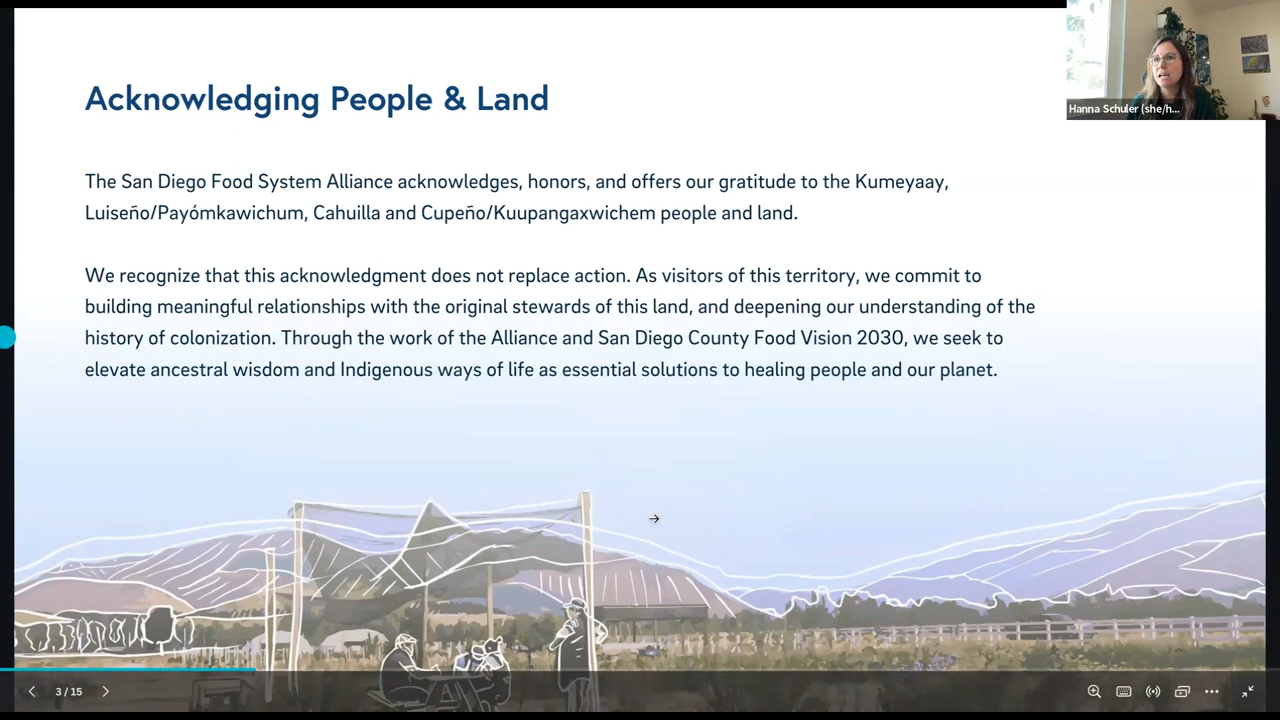 Acknowledging People & Land
Hanna Schuler (she/h...
The San Diego Food System Alliance acknowledges, honors, and offers our gratitude to the Kumeyaay,
Luiseño/Payómkawichum, Cahuilla and Cupeño/Kuupangaxwichem people and land.
We recognize that this acknowledgment does not replace action. As visitors of this territory, we commit to
building meaningful relationships with the original stewards of this land, and deepening our understanding of the
history of colonization. Through the work of the Alliance and San Diego County Food Vision 2030, we seek to
elevate ancestral wisdom and Indigenous ways of life as essential solutions to healing people and our planet.
3 / 15